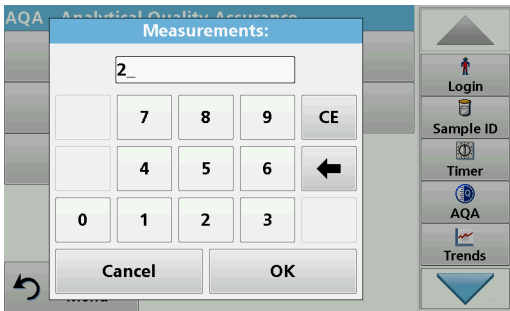 AQA Analytical Quality Assurance
Measurements:
2_
7 8 9 CE
4 5 6
0 1 2 3
Cancel OK
Menu
Login
Sample ID
Timer
AQA
Trends